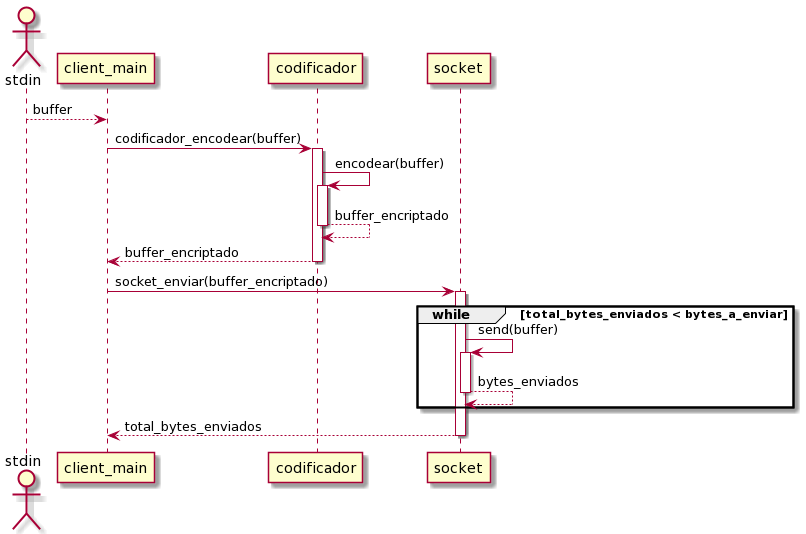 stdin
client_main
codificador
socket
buffer
codificador_encodear(buffer)
encodear(buffer)
buffer_encriptado
buffer_encriptado
socket_enviar(buffer_encriptado)
while
[total_bytes_enviados < bytes_a_enviar]
send(buffer)
bytes_enviados
total_bytes_enviados
stdin
client_main
codificador
socket